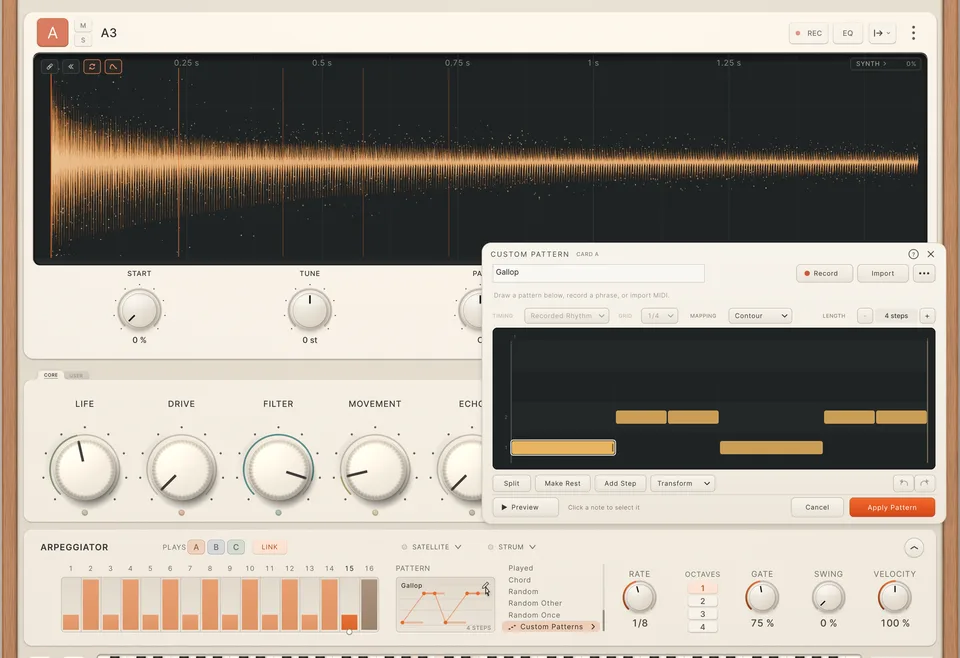 A
M
S
A3
REC
EQ
0.25 s
0.5 s
0.75 s
1 s
1.25 s
SYNTH >
0%
START
TUNE
PA
0 %
0 st
CUSTOM PATTERN CARD A
Gallop
Record
Import
Draw a pattern below, record a phrase, or import MIDI.
TIMING
Recorded Rhythm
GRID
1/4
MAPPING
Contour
LENGTH
-
4 steps
+
2
Split
Make Rest
Add Step
Transform
Preview
Click a note to select it
Cancel
Apply Pattern
CORE
USER
LIFE
DRIVE
FILTER
MOVEMENT
ECHO
ARPEGGIATOR
PLAYS A B C
LINK
SATELLITE
STRUM
1 2 3 4 5 6 7 8 9 10 11 12 13 14 15 16
PATTERN
Gallop
4 STEPS
Played
Chord
Random
Random Other
Random Once
Custom Patterns
RATE
1/8
OCTAVES
1
2
3
4
GATE
75 %
SWING
0 %
VELOCITY
100 %